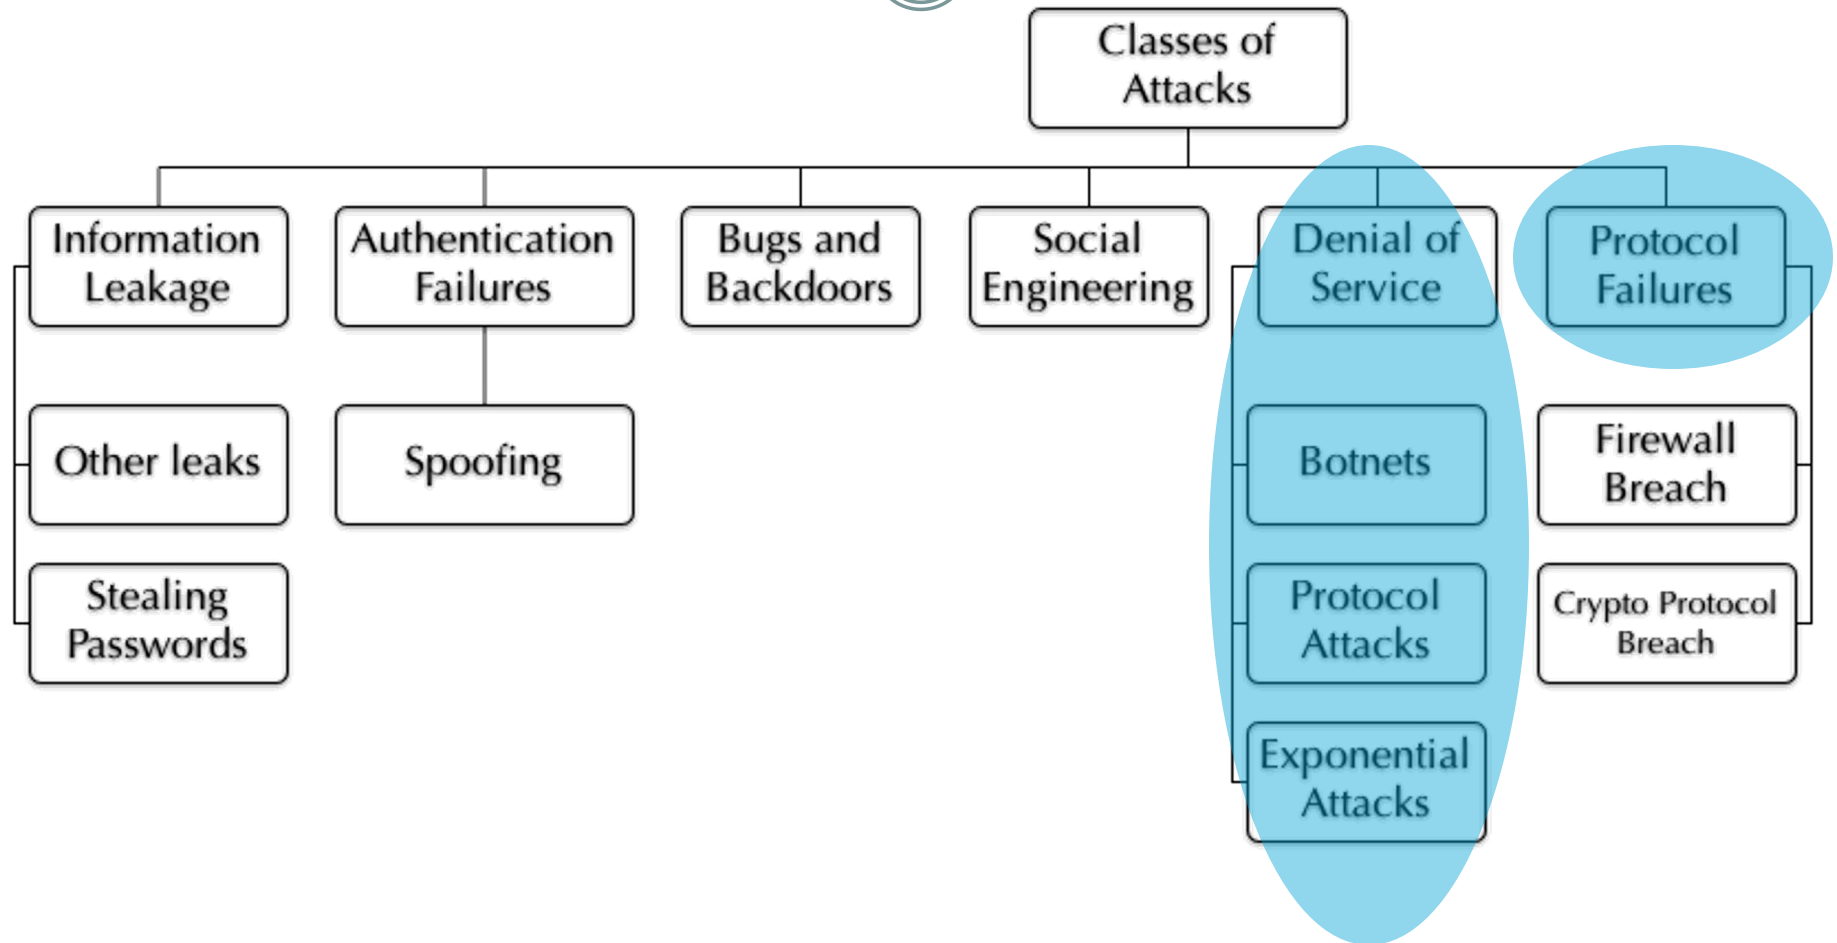 Classes of
Attacks
Information
Leakage
Authentication
Failures
Bugs and
Backdoors
Social
Engineering
Denial of
Service
Protocol
Failures
Other leaks
Spoofing
Botnets
Firewall
Breach
Stealing
Passwords
Protocol
Attacks
Crypto Protocol
Breach
Exponential
Attacks